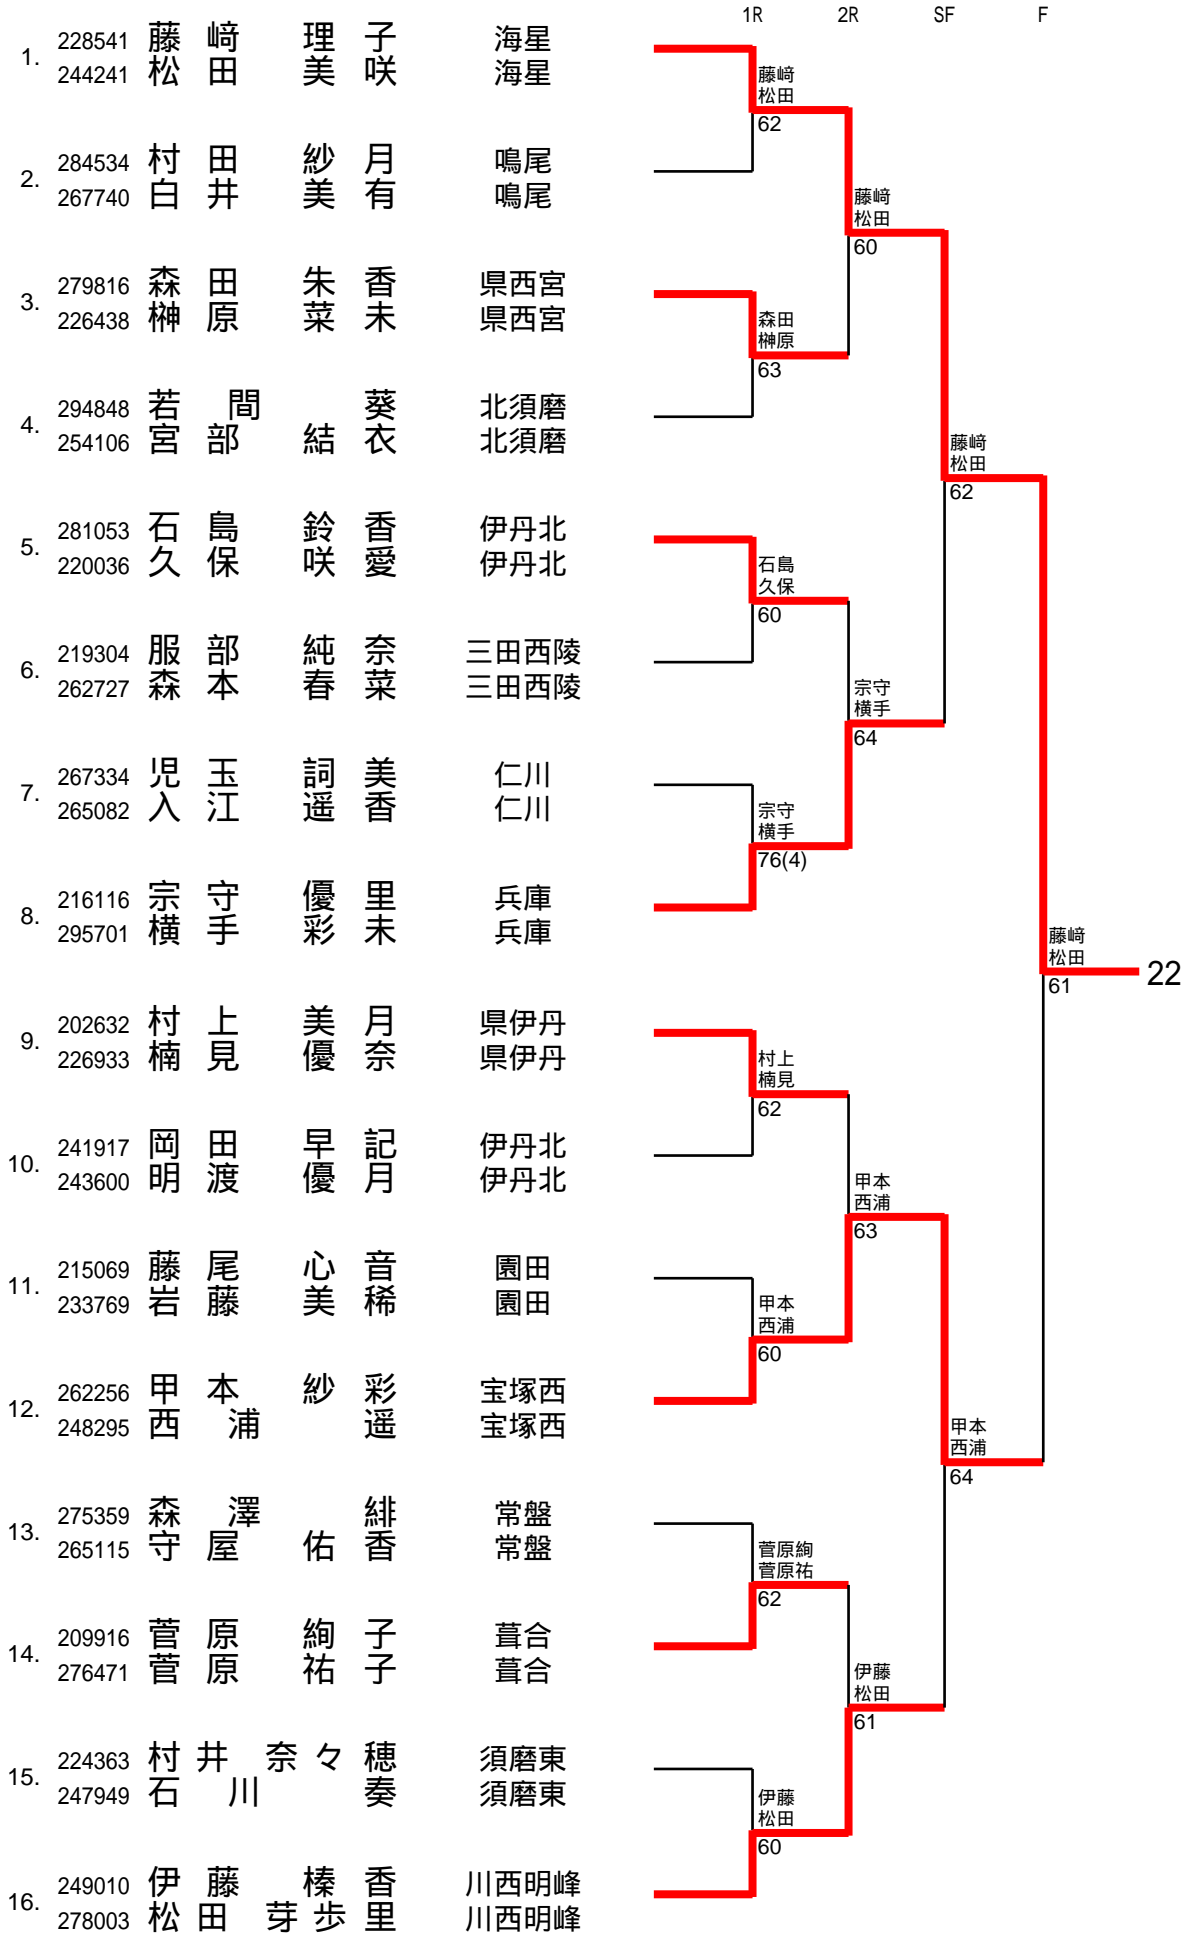 1R 2R SF F
1. 228541 藤﨑 理子 海星
244241 松田 美咲 海星
藤﨑
松田
62
2. 284534 村田 紗月 鳴尾
267740 白井 美有 鳴尾
藤﨑
松田
60
3. 279816 森田 朱香 県西宮
226438 榊原 菜未 県西宮
森田
榊原
63
4. 294848 若間 葵 北須磨
254106 宮部 結衣 北須磨
藤﨑
松田
62
5. 281053 石島 鈴香 伊丹北
220036 久保 咲愛 伊丹北
石島
久保
60
6. 219304 服部 純奈 三田西陵
262727 森本 春菜 三田西陵
宗守
横手
64
7. 267334 児玉 詞美 仁川
265082 入江 遥香 仁川
宗守
横手
76(4)
8. 216116 宗守 優里 兵庫
295701 横手 彩未 兵庫
藤﨑
松田
61
22
9. 202632 村上 美月 県伊丹
226933 楠見 優奈 県伊丹
村上
楠見
62
10. 241917 岡田 早記 伊丹北
243600 明渡 優月 伊丹北
甲本
西浦
63
11. 215069 藤尾 心音 園田
233769 岩藤 美稀 園田
甲本
西浦
60
12. 262256 甲本 紗彩 宝塚西
248295 西浦 遥 宝塚西
甲本
西浦
64
13. 275359 森澤 緋 常盤
265115 守屋 佑香 常盤
菅原絢
菅原祐
62
14. 209916 菅原 絢子 葺合
276471 菅原 祐子 葺合
伊藤
松田
61
15. 224363 村井 奈々穂 須磨東
247949 石川 奏 須磨東
伊藤
松田
60
16. 249010 伊藤 榛香 川西明峰
278003 松田 芽歩里 川西明峰